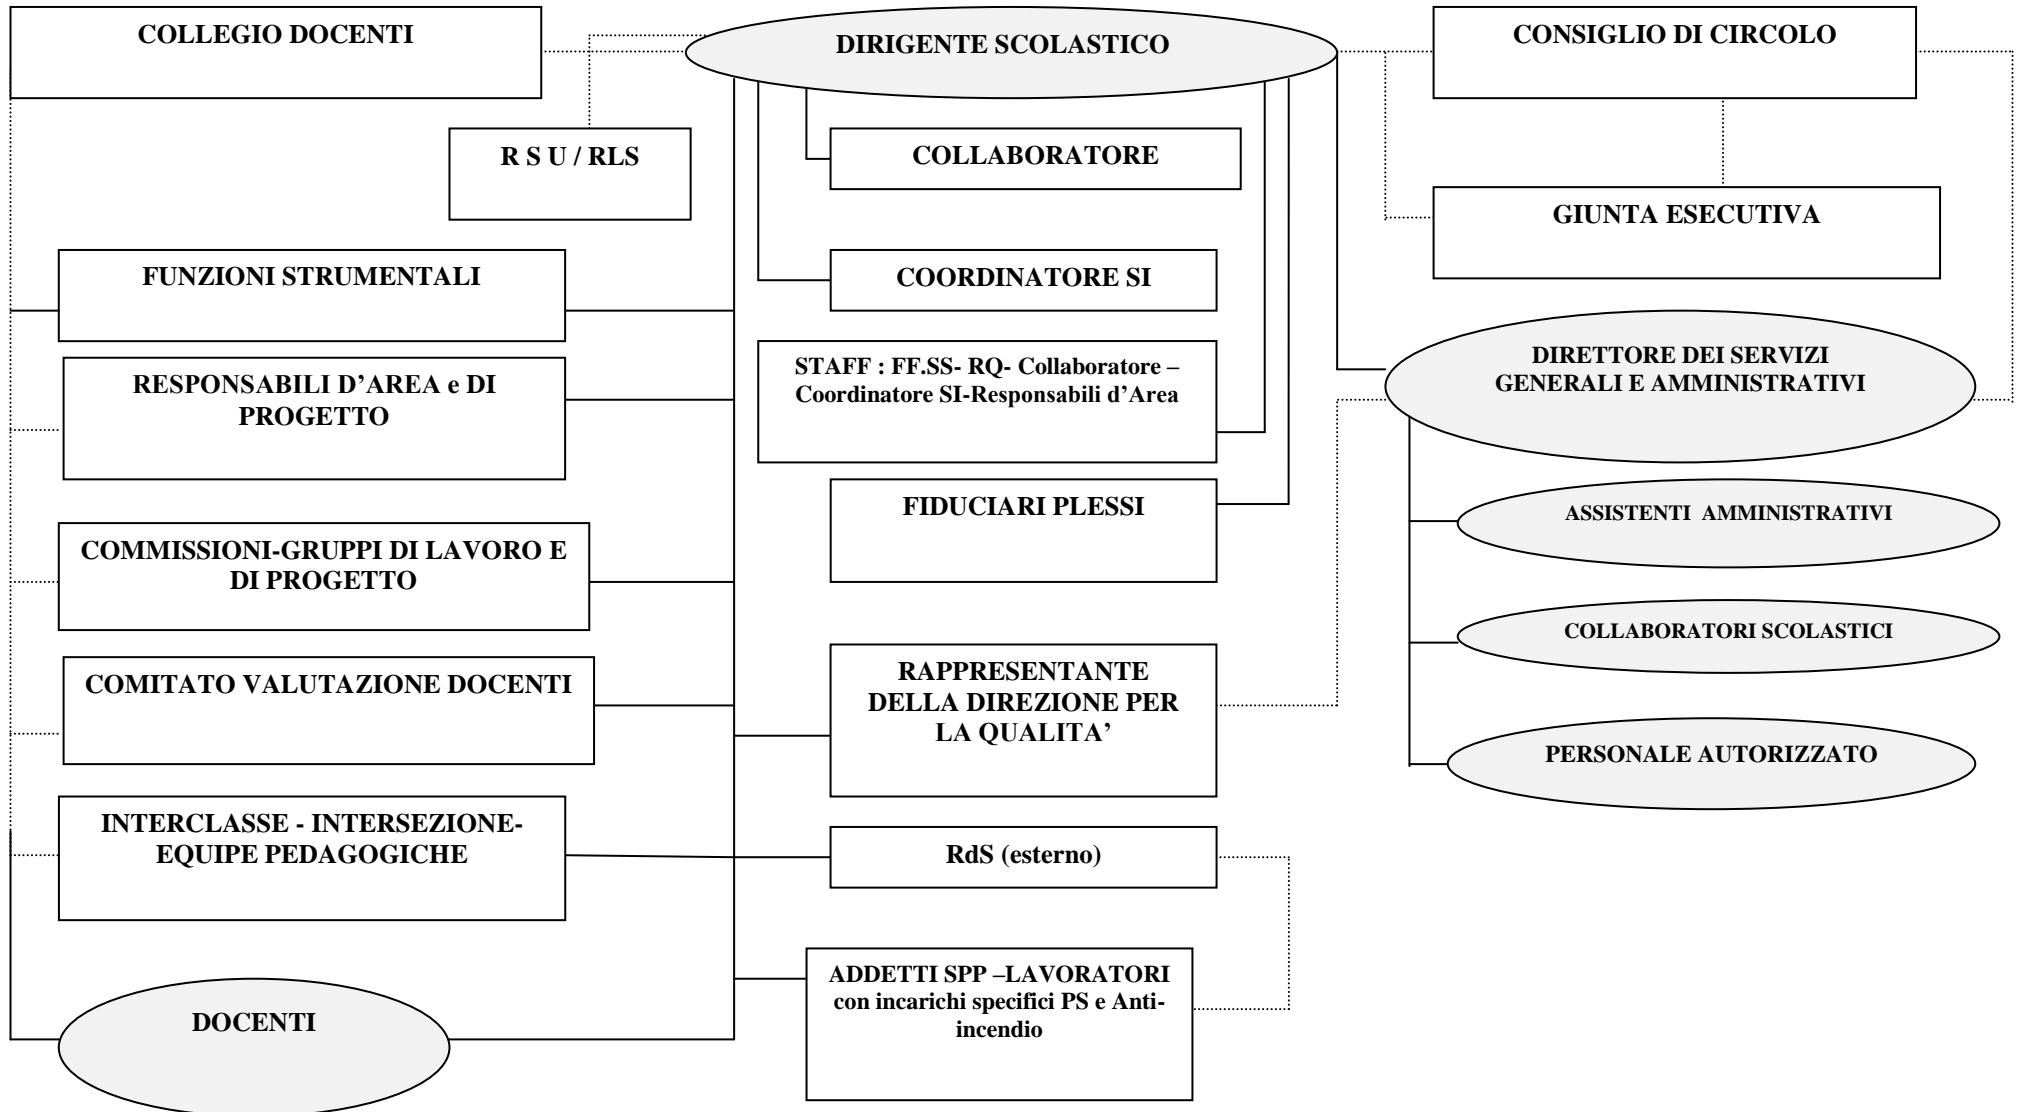 COLLEGIO DOCENTI
DIRIGENTE SCOLASTICO
CONSIGLIO DI CIRCOLO
R S U / RLS
COLLABORATORE
GIUNTA ESECUTIVA
FUNZIONI STRUMENTALI
COORDINATORE SI
RESPONSABILI D’AREA e DI
PROGETTO
STAFF : FF.SS- RQ- Collaboratore –
Coordinatore SI-Responsabili d’Area
DIRETTORE DEI SERVIZI
GENERALI E AMMINISTRATIVI
FIDUCIARI PLESSI
ASSISTENTI AMMINISTRATIVI
COMMISSIONI-GRUPPI DI LAVORO E
DI PROGETTO
COLLABORATORI SCOLASTICI
COMITATO VALUTAZIONE DOCENTI
RAPPRESENTANTE
DELLA DIREZIONE PER
LA QUALITA’
PERSONALE AUTORIZZATO
INTERCLASSE - INTERSEZIONE-
EQUIPE PEDAGOGICHE
RdS (esterno)
ADDETTI SPP –LAVORATORI
con incarichi specifici PS e Anti-
incendio
DOCENTI